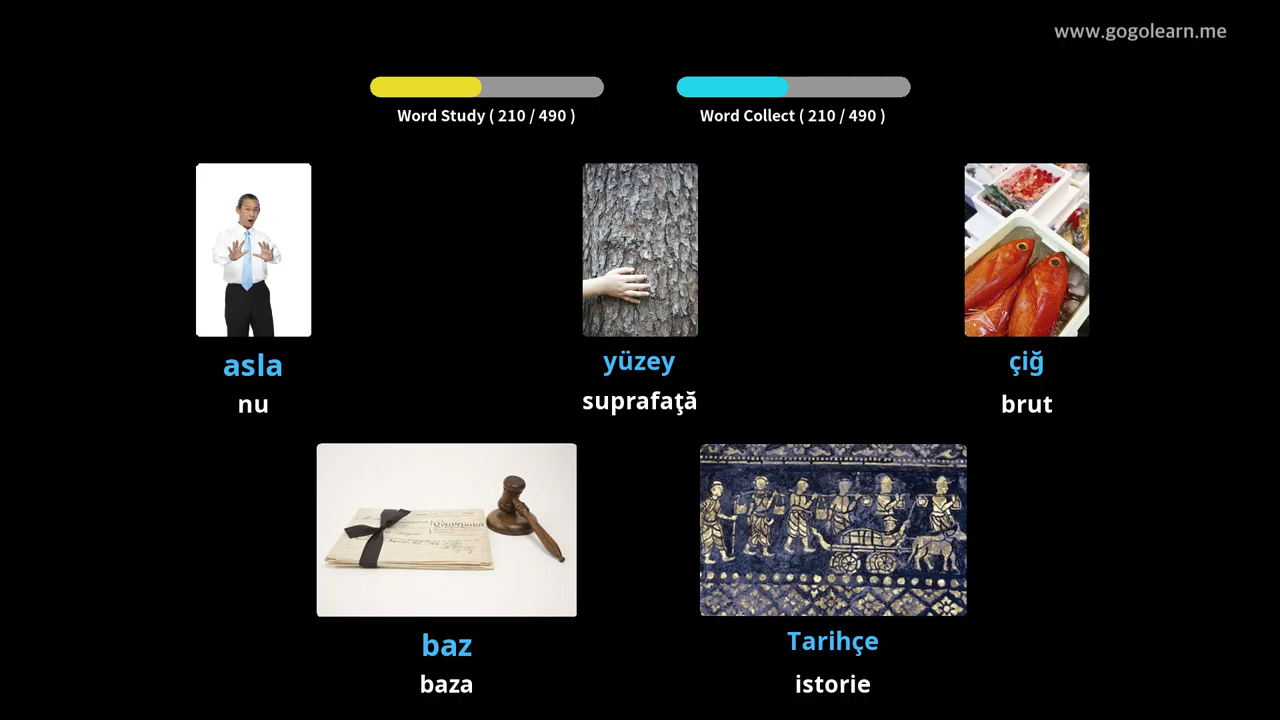 www.gogolearn.me
Word Study ( 210 / 490 )
Word Collect ( 210 / 490 )
asla
nu
yüzey
suprafaţă
çiğ
brut
baz
baza
Tarihçe
istorie